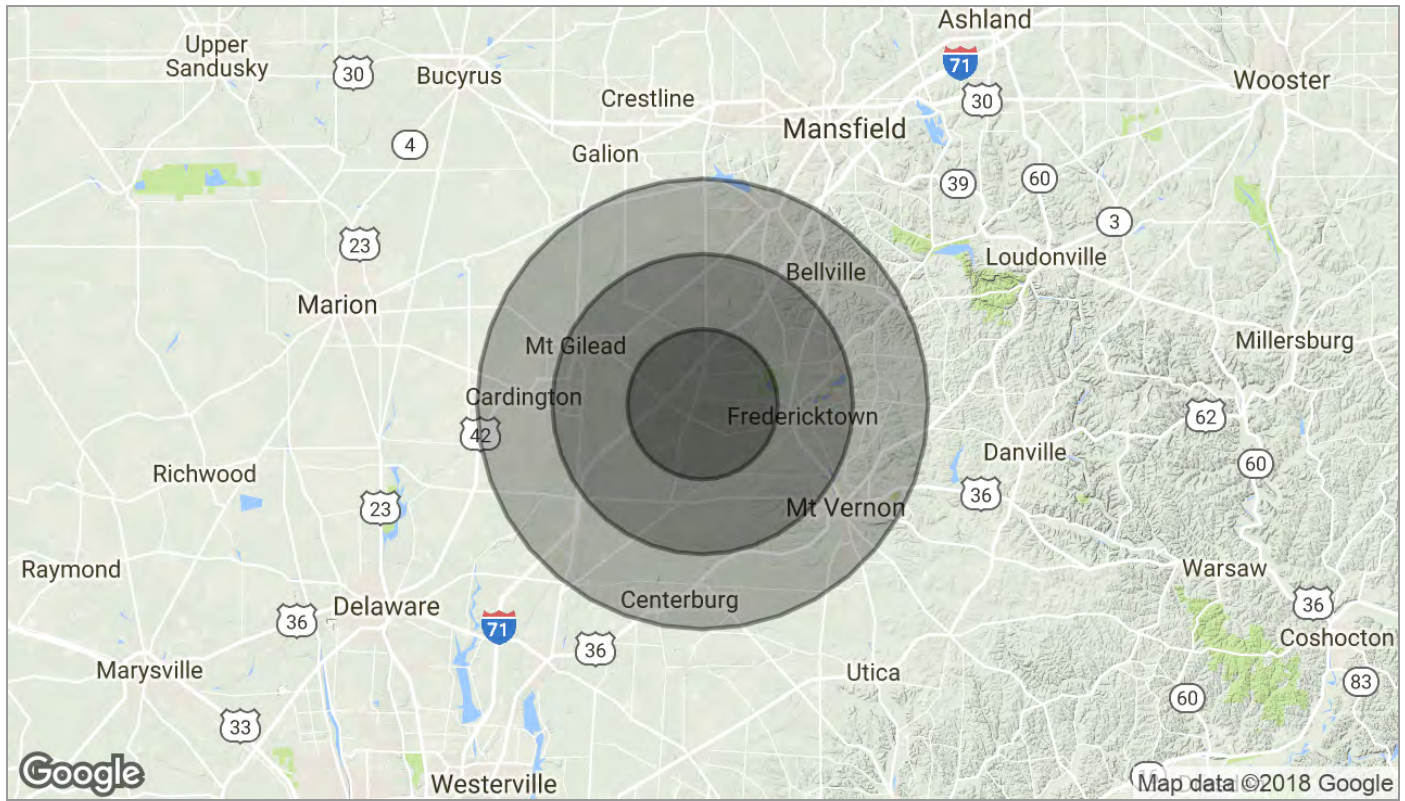 Ashland
Upper
Sandusky
30
Bucyrus
71
Wooster
Crestline
30
Mansfield
4
Galion
39
60
3
23
Bellville
Loudonville
Marion
Mt Gilead
Millersburg
Cardington
Fredericktown
62
42
Danville
60
Richwood
36
23
Mt Vernon
Raymond
Warsaw
Delaware
Centerburg
36
36
71
Coshocton
36
Marysville
Utica
83
60
33
Google
Westerville
Map data ©2018 Google